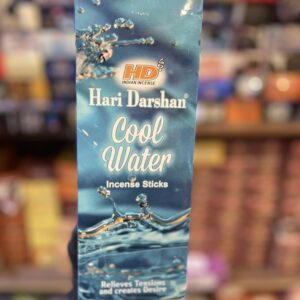 HD
INDIAN INCENSE
Hari Darshan®
Cool
Water
Incense Sticks
Relieves Tensions
and creates Desire